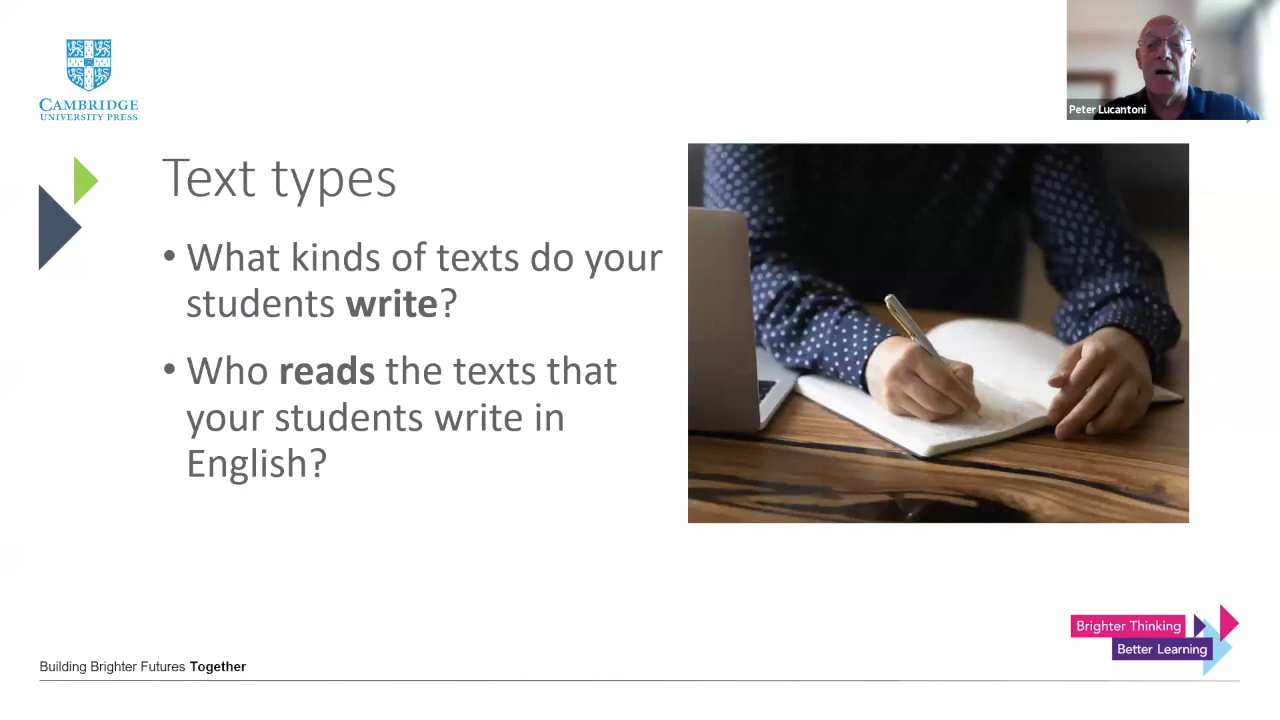 CAMBRIDGE
UNIVERSITY PRESS
Peter Lucantoni
Text types
• What kinds of texts do your
students write?
• Who reads the texts that
your students write in
English?
Brighter Thinking
Better Learning
Building Brighter Futures Together